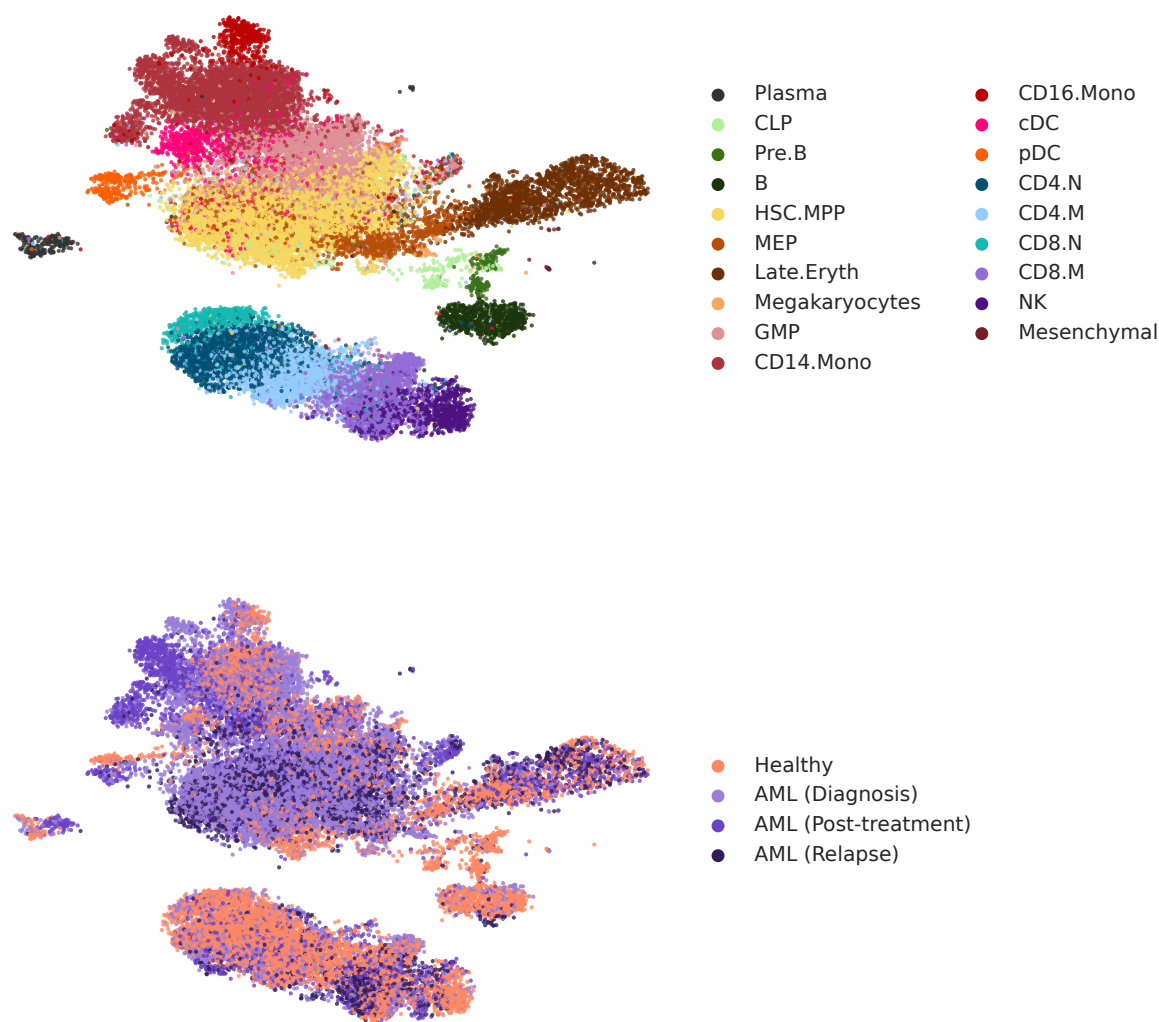 Plasma
CLP
Pre.B
B
HSC.MPP
MEP
Late.Eryth
Megakaryocytes
GMP
CD14.Mono
CD16.Mono
cDC
pDC
CD4.N
CD4.M
CD8.N
CD8.M
NK
Mesenchymal
Healthy
AML (Diagnosis)
AML (Post-treatment)
AML (Relapse)